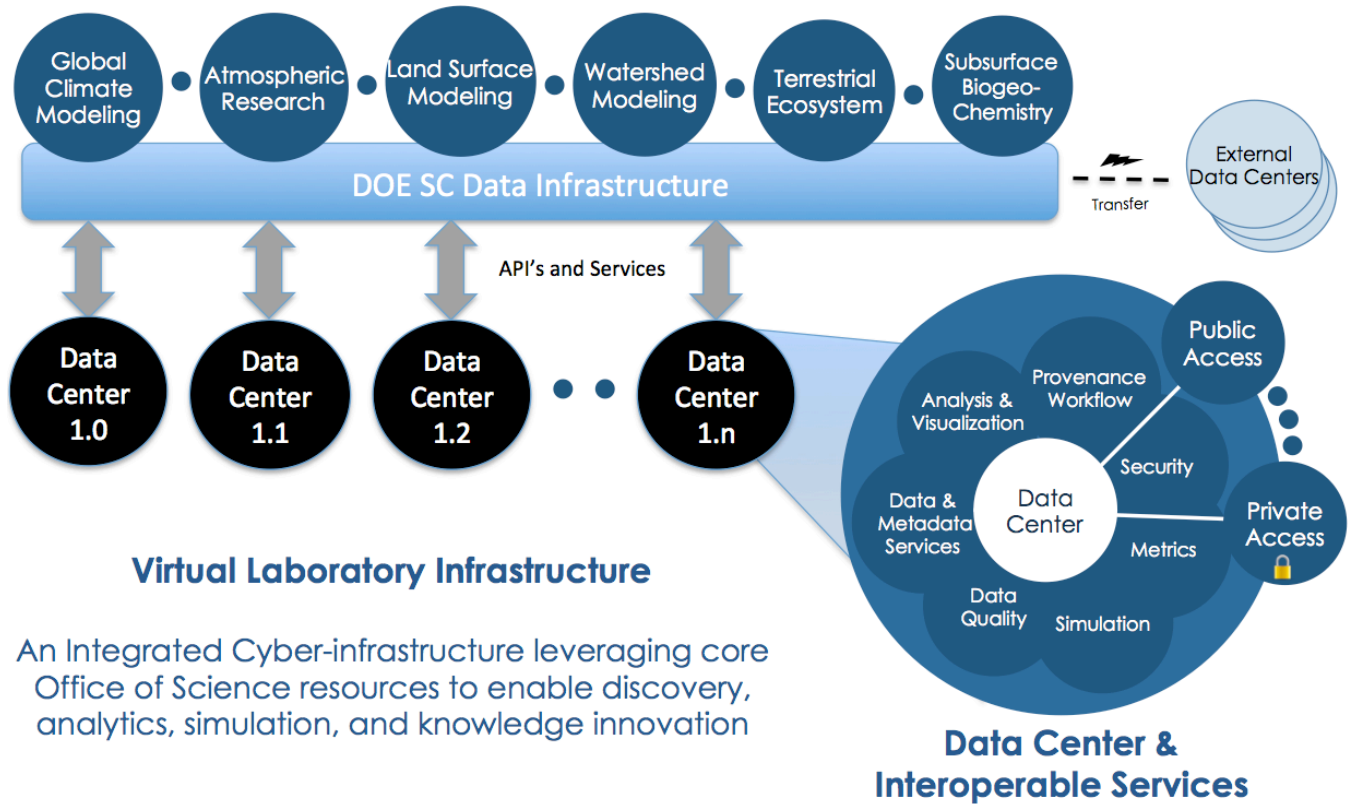 Global
Climate
Modeling
Atmospheric
Research
Land Surface
Modeling
Watershed
Modeling
Terrestrial
Ecosystem
Subsurface
Biogeo-
Chemistry
DOE SC Data Infrastructure
Transfer
External
Data Centers
API's and Services
Data
Center
1.0
Data
Center
1.1
Data
Center
1.2
Data
Center
1.n
Public
Access
Provenance
Workflow
Analysis &
Visualization
Security
Data
Center
Data &
Metadata
Services
Private
Access
Metrics
Data
Quality
Simulation
Virtual Laboratory Infrastructure
An Integrated Cyber-infrastructure leveraging core
Office of Science resources to enable discovery,
analytics, simulation, and knowledge innovation
Data Center &
Interoperable Services